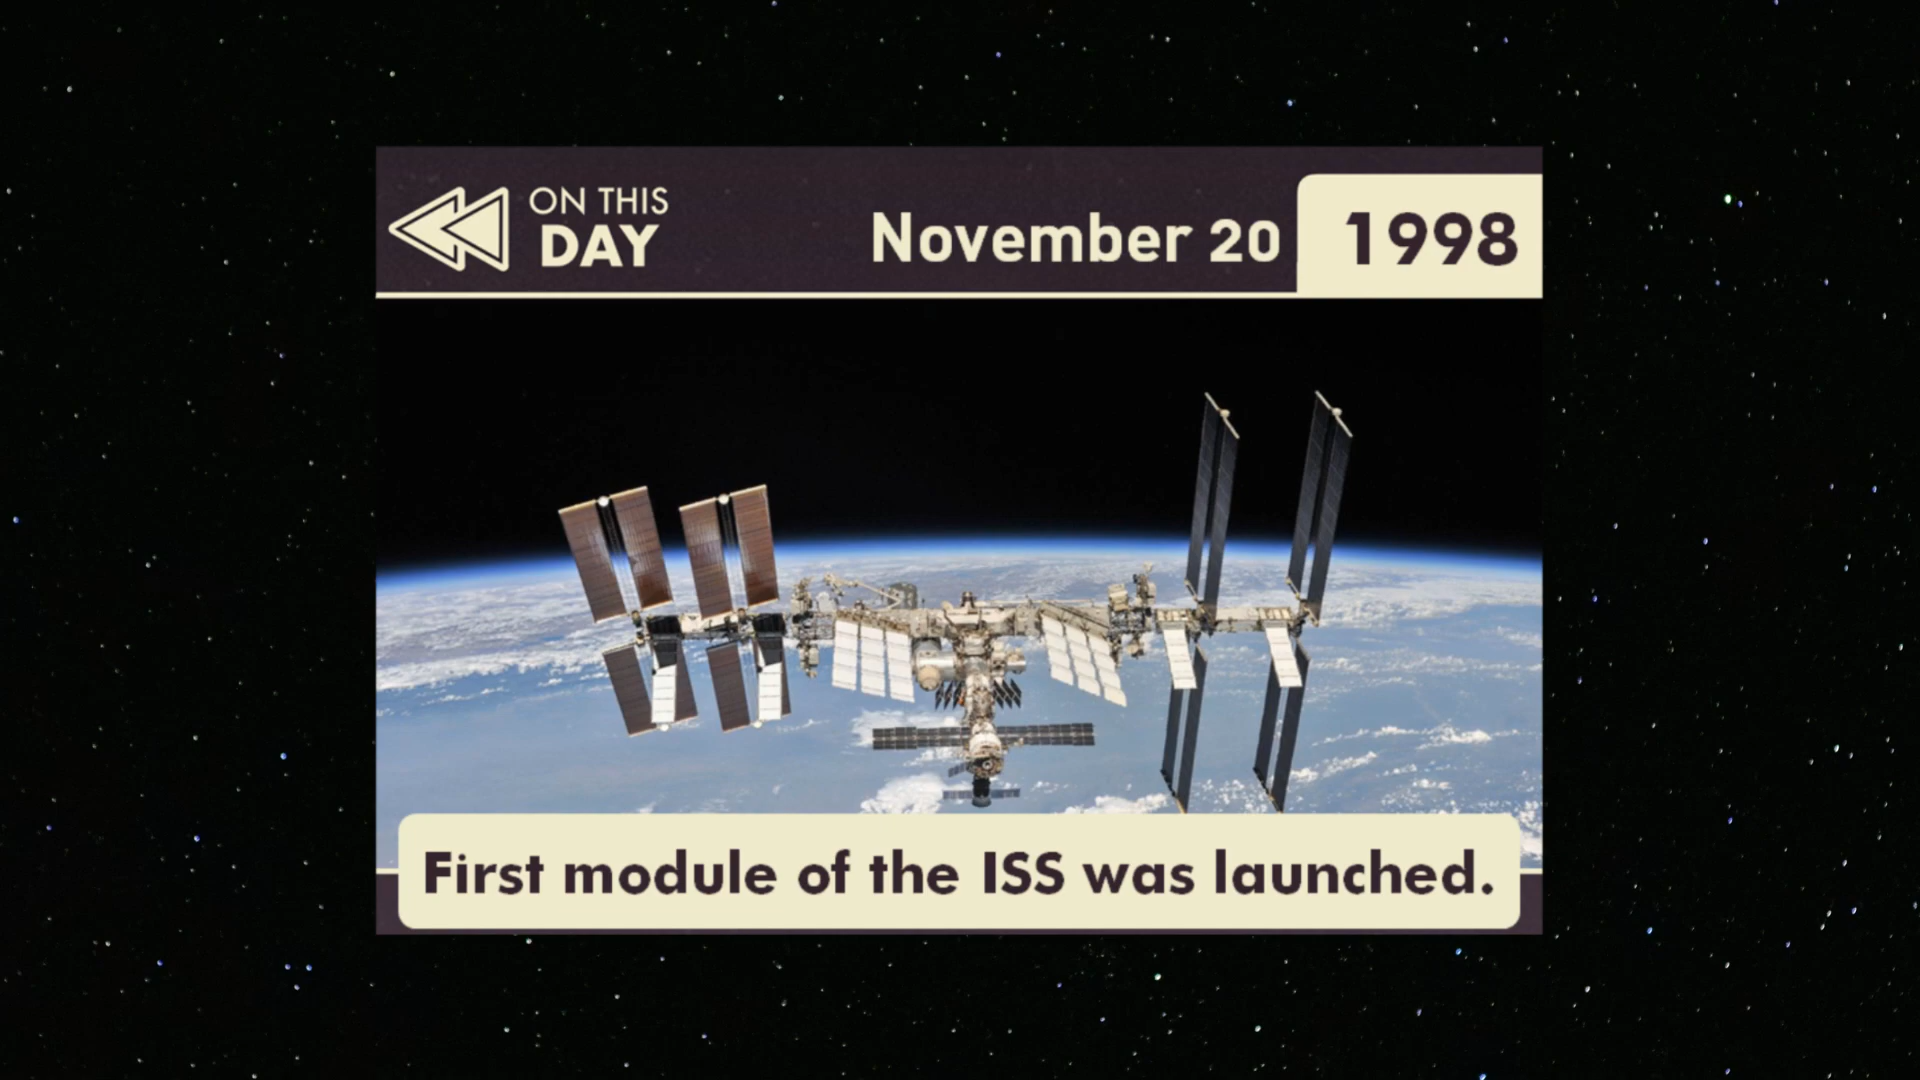 ON THIS
DAY
November 20
1998
First module of the ISS was launched.